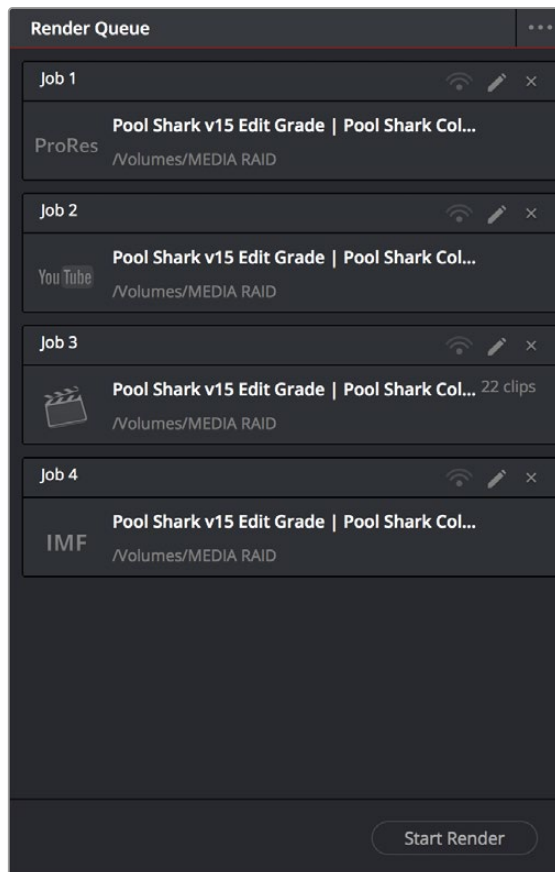 Render Queue
Job 1
ProRes
Pool Shark v15 Edit Grade | Pool Shark Col...
/Volumes/MEDIA RAID
Job 2
YouTube
Pool Shark v15 Edit Grade | Pool Shark Col...
/Volumes/MEDIA RAID
Job 3
Pool Shark v15 Edit Grade | Pool Shark Col... 22 clips
/Volumes/MEDIA RAID
Job 4
IMF
Pool Shark v15 Edit Grade | Pool Shark Col...
/Volumes/MEDIA RAID
Start Render